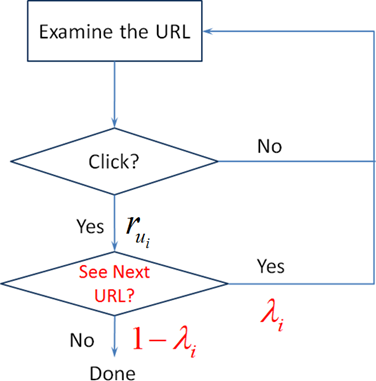 Examine the URL
Click?
No
Yes
r_{u_i}
See Next
URL?
Yes
λ_i
No
1 − λ_i
Done